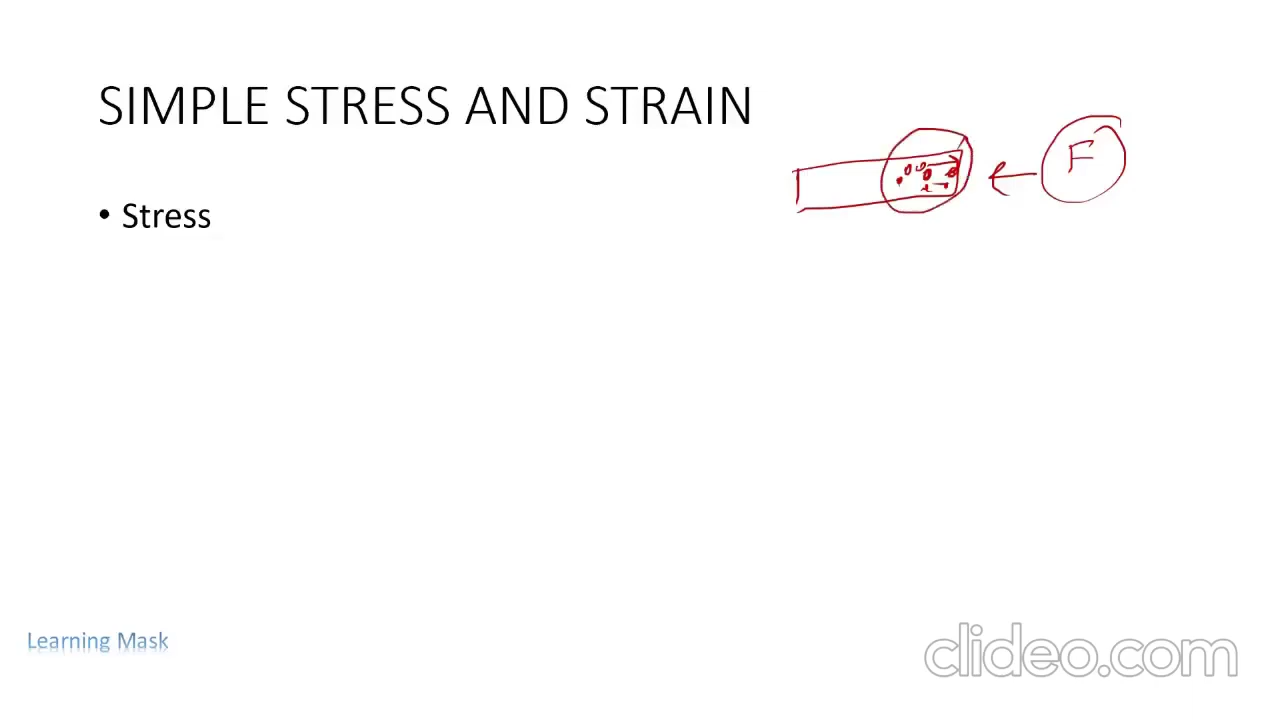 SIMPLE STRESS AND STRAIN
F
• Stress
Learning Mask
clideo.com